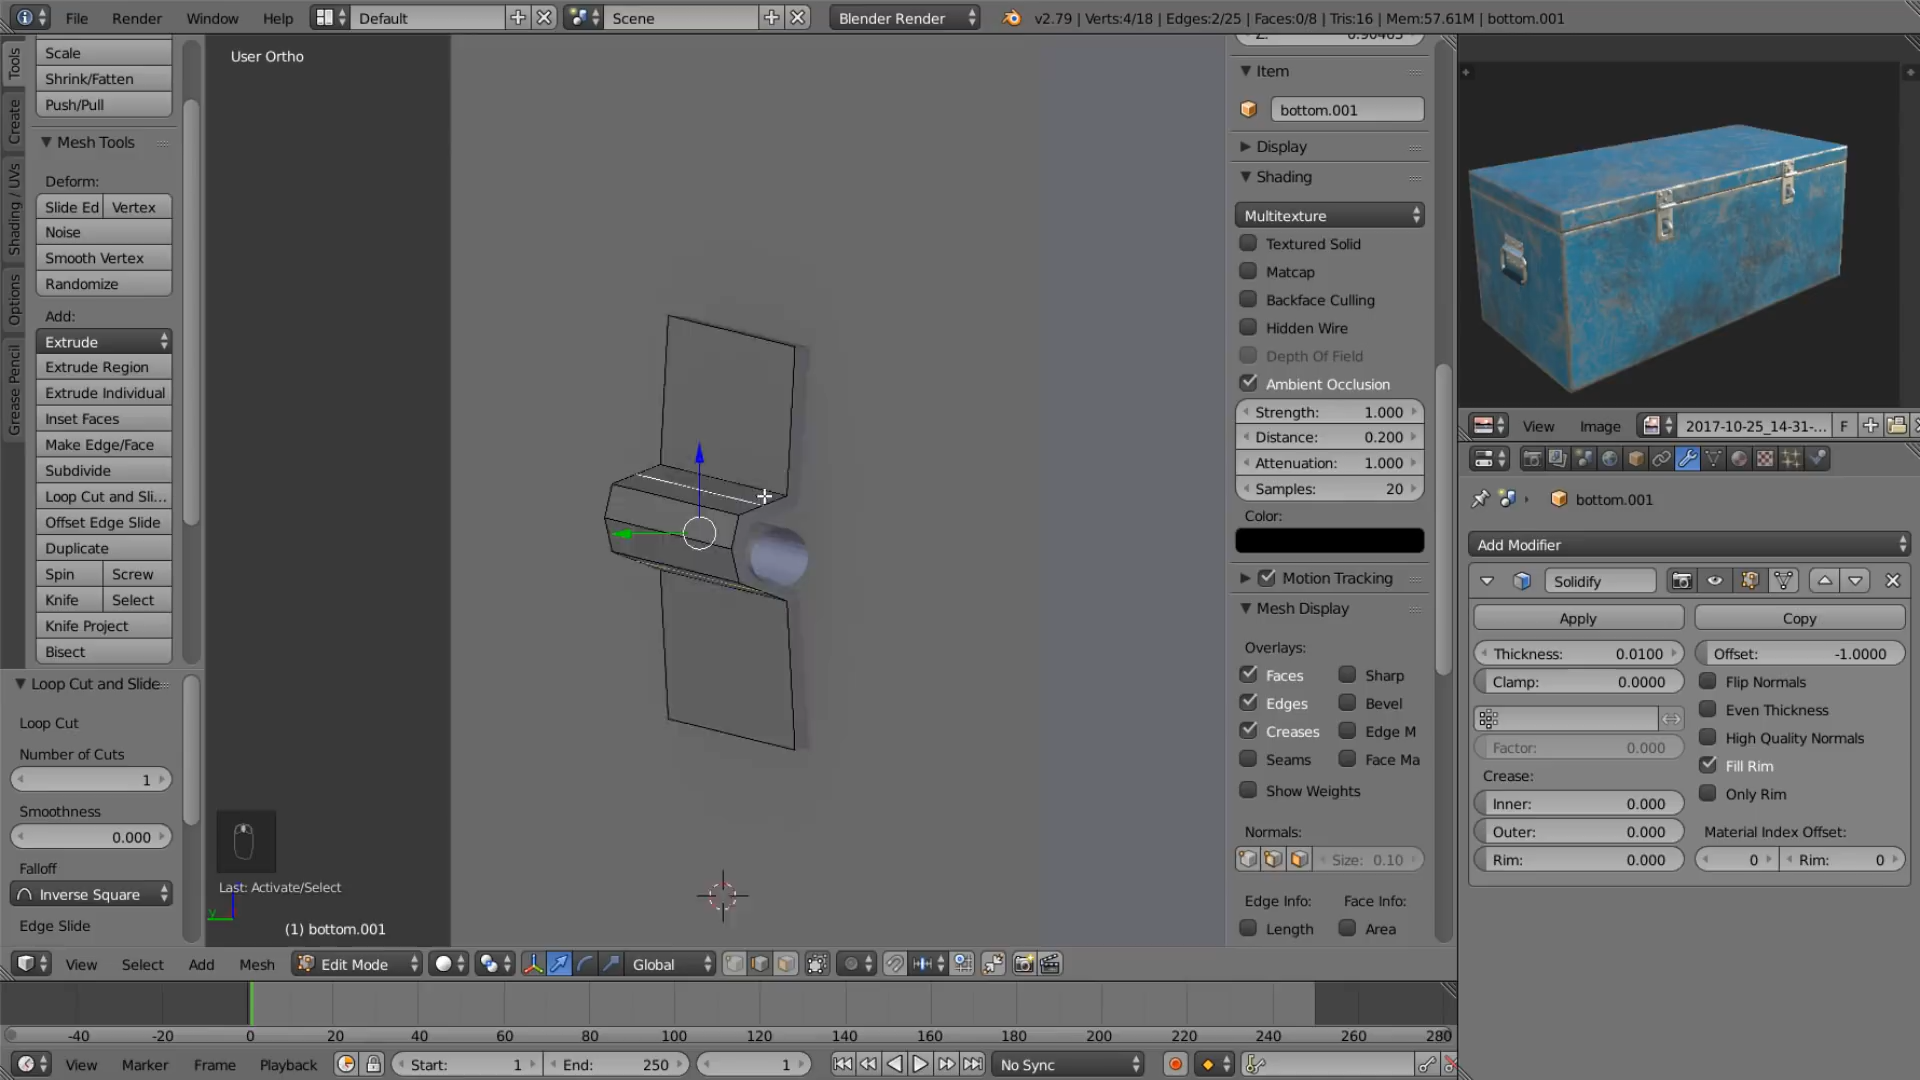 File Render Window Help Default Scene Blender Render v2.79 | Verts:4/18 | Edges:2/25 | Faces:0/8 | Tris:16 | Mem:57.61M | bottom.001
Tools
Create
Shading / UVs
Options
Grease Pencil
Scale
Shrink/Fatten
Push/Pull
Mesh Tools
Deform:
Slide Ed Vertex
Noise
Smooth Vertex
Randomize
Add:
Extrude
Extrude Region
Extrude Individual
Inset Faces
Make Edge/Face
Subdivide
Loop Cut and Sli...
Offset Edge Slide
Duplicate
Spin Screw
Knife Select
Knife Project
Bisect
Loop Cut and Slide
Loop Cut
Number of Cuts
1
Smoothness
0.000
Falloff
Inverse Square
Edge Slide
User Ortho
Last: Activate/Select
y
(1) bottom.001
Item
bottom.001
Display
Shading
Multitexture
Textured Solid
Matcap
Backface Culling
Hidden Wire
Depth Of Field
Ambient Occlusion
Strength: 1.000
Distance: 0.200
Attenuation: 1.000
Samples: 20
Color:
Motion Tracking
Mesh Display
Overlays:
Faces Sharp
Edges Bevel
Creases Edge M
Seams Face Ma
Show Weights
Normals:
Size: 0.10
Edge Info: Face Info:
Length Area
View Image 2017-10-25_14-31-... F
bottom.001
Add Modifier
Solidify
Apply Copy
Thickness: 0.0100 Offset: -1.0000
Clamp: 0.0000 Flip Normals
Even Thickness
Factor: 0.000 High Quality Normals
Crease: Fill Rim
Inner: 0.000 Only Rim
Outer: 0.000 Material Index Offset:
Rim: 0.000 0 Rim: 0
View Select Add Mesh Edit Mode Global
-40 -20 0 20 40 60 80 100 120 140 160 180 200 220 240 260 280
View Marker Frame Playback Start: 1 End: 250 1 No Sync